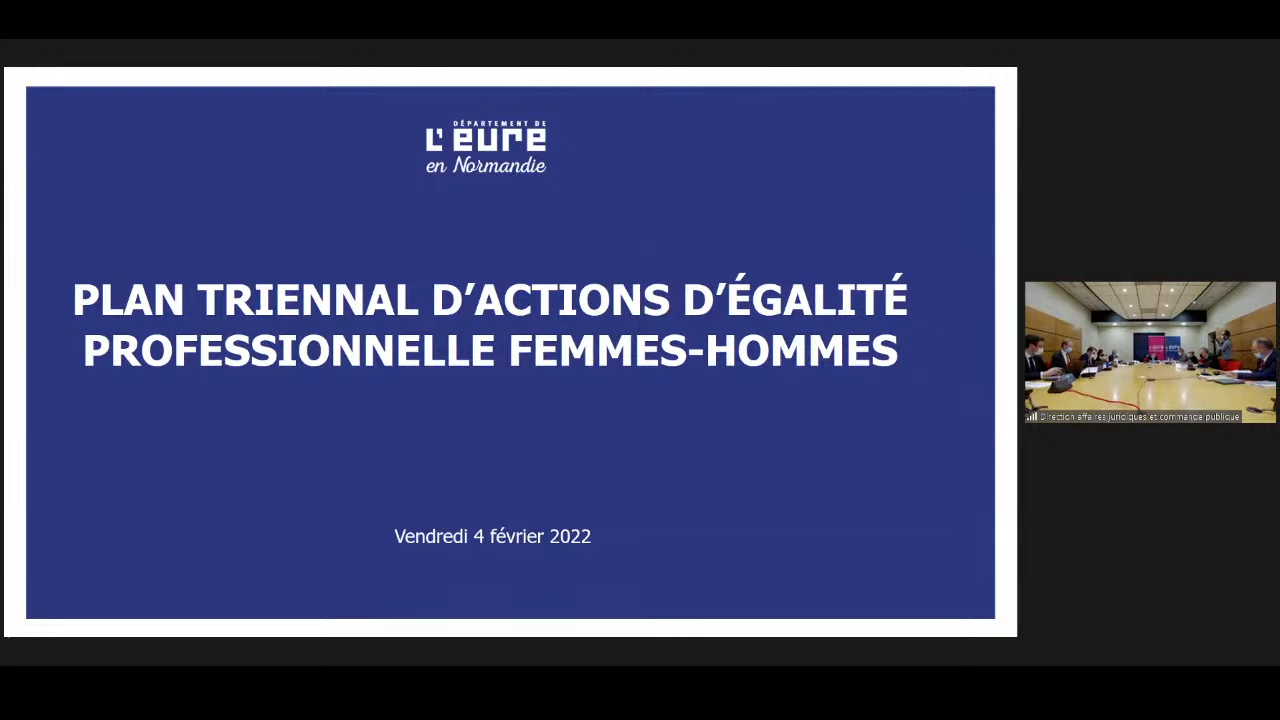 DÉPARTEMENT DE
L'EURE
en Normandie
PLAN TRIENNAL D'ACTIONS D'ÉGALITÉ
PROFESSIONNELLE FEMMES-HOMMES
Vendredi 4 février 2022
Direction affaires juridiques et commande publique